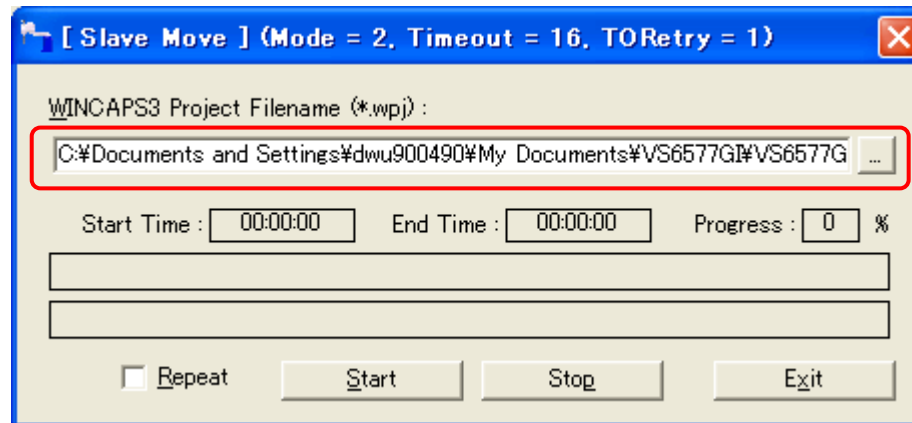 [ Slave Move ] (Mode = 2, Timeout = 16, TORetry = 1)
WINCAPS3 Project Filename (*.wpj) :
C:¥Documents and Settings¥dwu900490¥My Documents¥VS6577GI¥VS6577G ...
Start Time : 00:00:00 End Time : 00:00:00 Progress : 0 %
Repeat Start Stop Exit